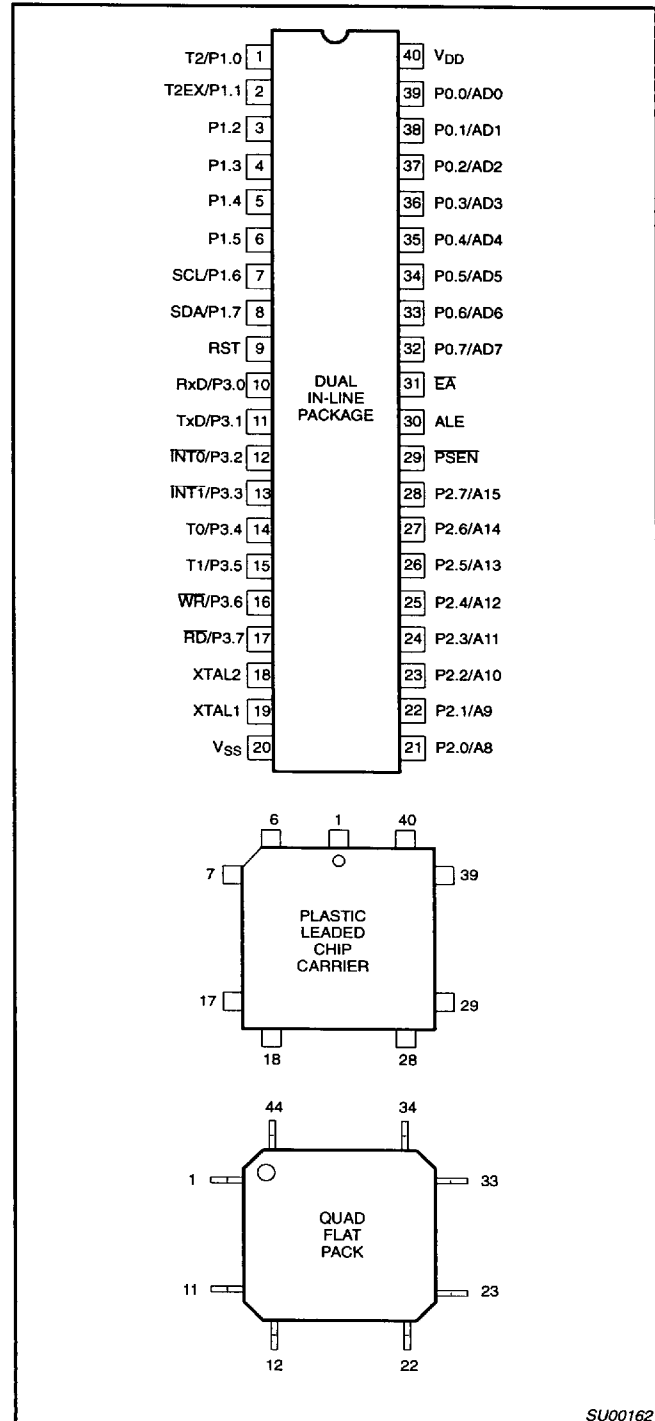 T2/P1.0 1 40 VDD
T2EX/P1.1 2 39 P0.0/AD0
P1.2 3 38 P0.1/AD1
P1.3 4 37 P0.2/AD2
P1.4 5 36 P0.3/AD3
P1.5 6 35 P0.4/AD4
SCL/P1.6 7 34 P0.5/AD5
SDA/P1.7 8 33 P0.6/AD6
RST 9 32 P0.7/AD7
RxD/P3.0 10 31 E̅A̅
TxD/P3.1 11 30 ALE
I̅N̅T̅0̅/P3.2 12 29 P̅S̅E̅N̅
I̅N̅T̅1̅/P3.3 13 28 P2.7/A15
T0/P3.4 14 27 P2.6/A14
T1/P3.5 15 26 P2.5/A13
W̅R̅/P3.6 16 25 P2.4/A12
R̅D̅/P3.7 17 24 P2.3/A11
XTAL2 18 23 P2.2/A10
XTAL1 19 22 P2.1/A9
VSS 20 21 P2.0/A8
DUAL
IN-LINE
PACKAGE
6 1 40
7 39
PLASTIC
LEADED
CHIP
CARRIER
17 29
18 28
44 34
1 33
QUAD
FLAT
PACK
11 23
12 22
SU00162